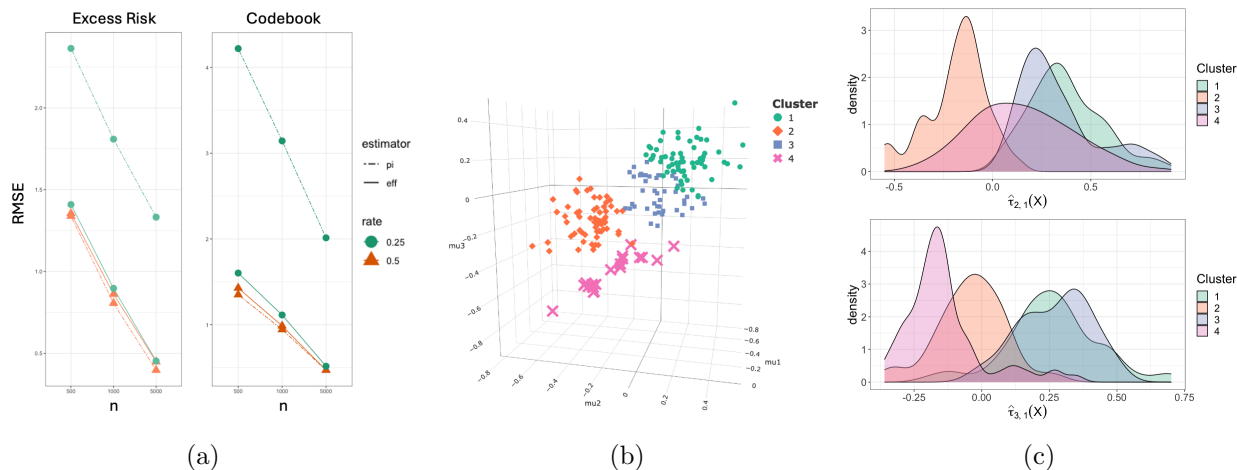 Excess Risk
Codebook
RMSE
2.0
1.5
1.0
0.5
500
1000
5000
n
4
3
2
1
500
1000
5000
n
estimator
pi
eff
rate
0.25
0.5
(a)
0.4
0.2
0
−0.2
mu3
−0.4
−0.6
−0.8
−0.8
−0.6
−0.4
−0.2
0
0.2
0.4
mu2
−0.8
−0.6
−0.4
mu1
−0.2
0
Cluster
1
2
3
4
(b)
density
3
2
1
0
-0.5
0.0
0.5
τ̂2,1(x)
Cluster
1
2
3
4
density
4
3
2
1
0
-0.25
0.00
0.25
0.50
0.75
τ̂3,1(x)
Cluster
1
2
3
4
(c)